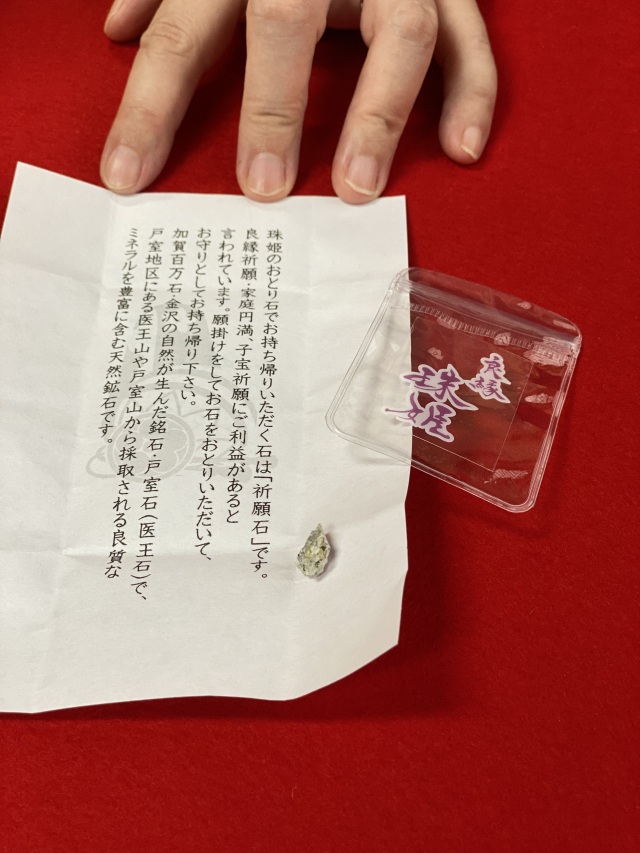 珠姫のおどり石でお持ち帰りいただく石は「祈願石」です。
良縁祈願・家庭円満、子宝祈願にご利益があると
言われています。願掛けをしてお石をおとりいただいて、
お守りとしてお持ち帰り下さい。
加賀百万石・金沢の自然が生んだ銘石・戸室石(医王石)で、
戸室地区にある医王山や戸室山から採取される良質な
ミネラルを豊富に含む天然鉱石です。
良縁
珠姫